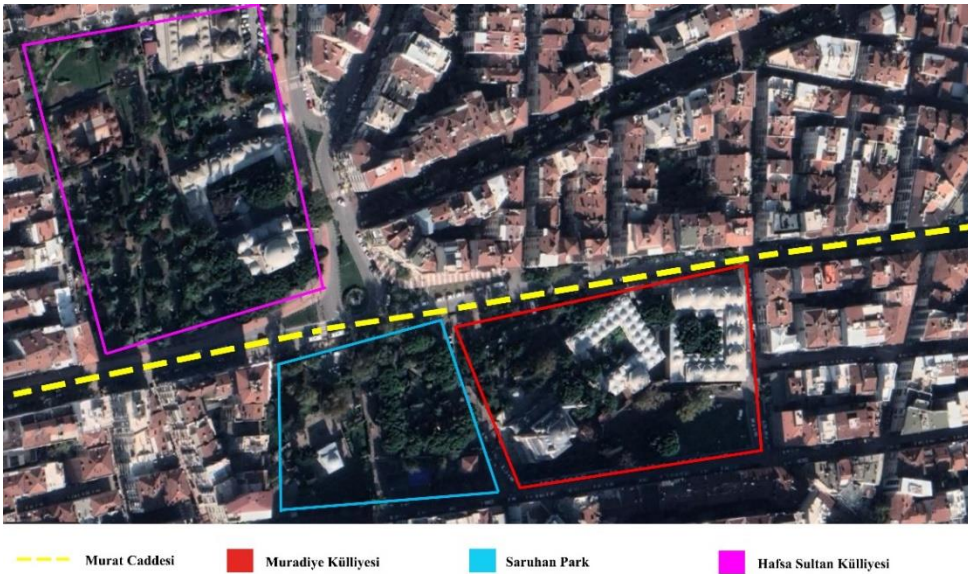 Murat Caddesi
Muradiye Külliyesi
Saruhan Park
Hafsa Sultan Külliyesi